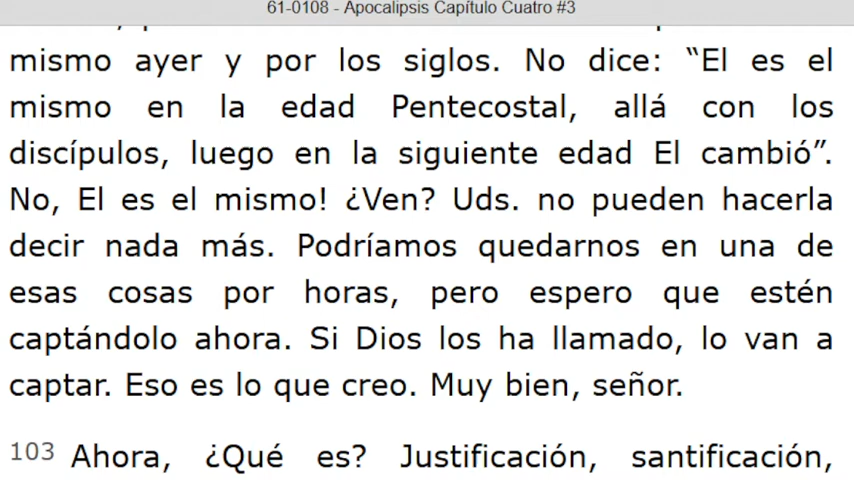 61-0108 - Apocalipsis Capítulo Cuatro #3
mismo ayer y por los siglos. No dice: “El es el
mismo en la edad Pentecostal, allá con los
discípulos, luego en la siguiente edad El cambió”.
No, El es el mismo! ¿Ven? Uds. no pueden hacerla
decir nada más. Podríamos quedarnos en una de
esas cosas por horas, pero espero que estén
captándolo ahora. Si Dios los ha llamado, lo van a
captar. Eso es lo que creo. Muy bien, señor.
103 Ahora, ¿Qué es? Justificación, santificación,